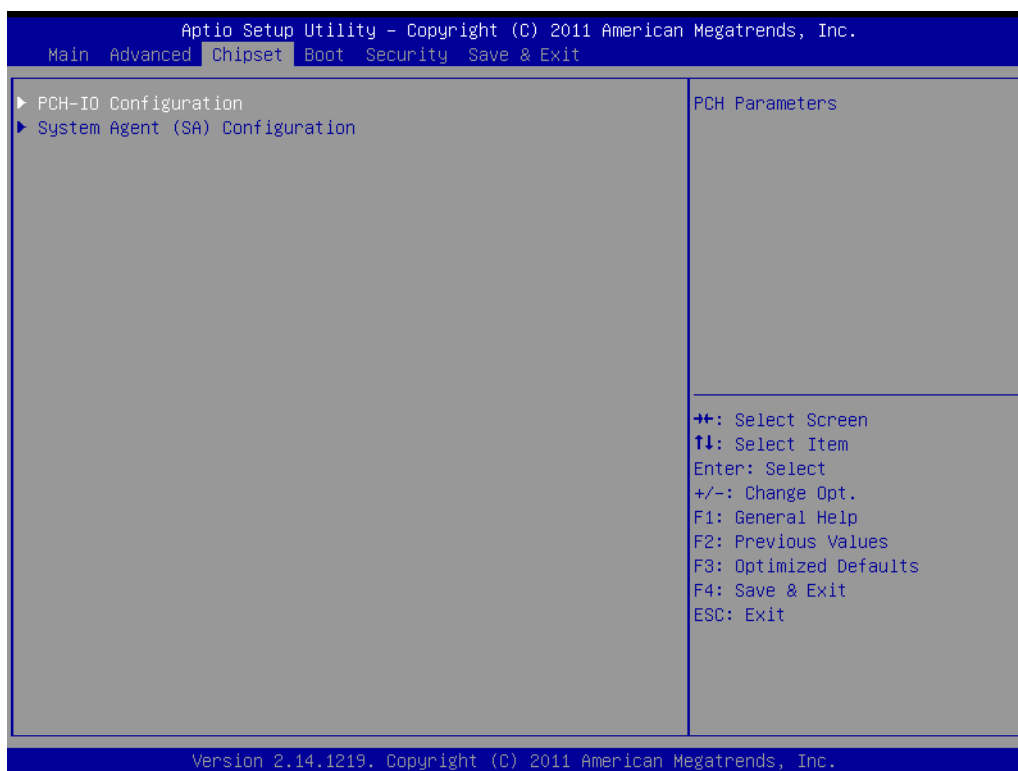 Aptio Setup Utility – Copyright (C) 2011 American Megatrends, Inc.
Main Advanced Chipset Boot Security Save & Exit
PCH-IO Configuration
System Agent (SA) Configuration
PCH Parameters
→←: Select Screen
↑↓: Select Item
Enter: Select
+/-: Change Opt.
F1: General Help
F2: Previous Values
F3: Optimized Defaults
F4: Save & Exit
ESC: Exit
Version 2.14.1219. Copyright (C) 2011 American Megatrends, Inc.